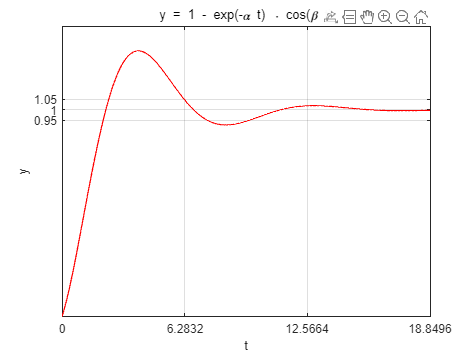 y = 1 - exp(-α t) · cos(β
1.05
1
0.95
y
0
6.2832
12.5664
18.8496
t